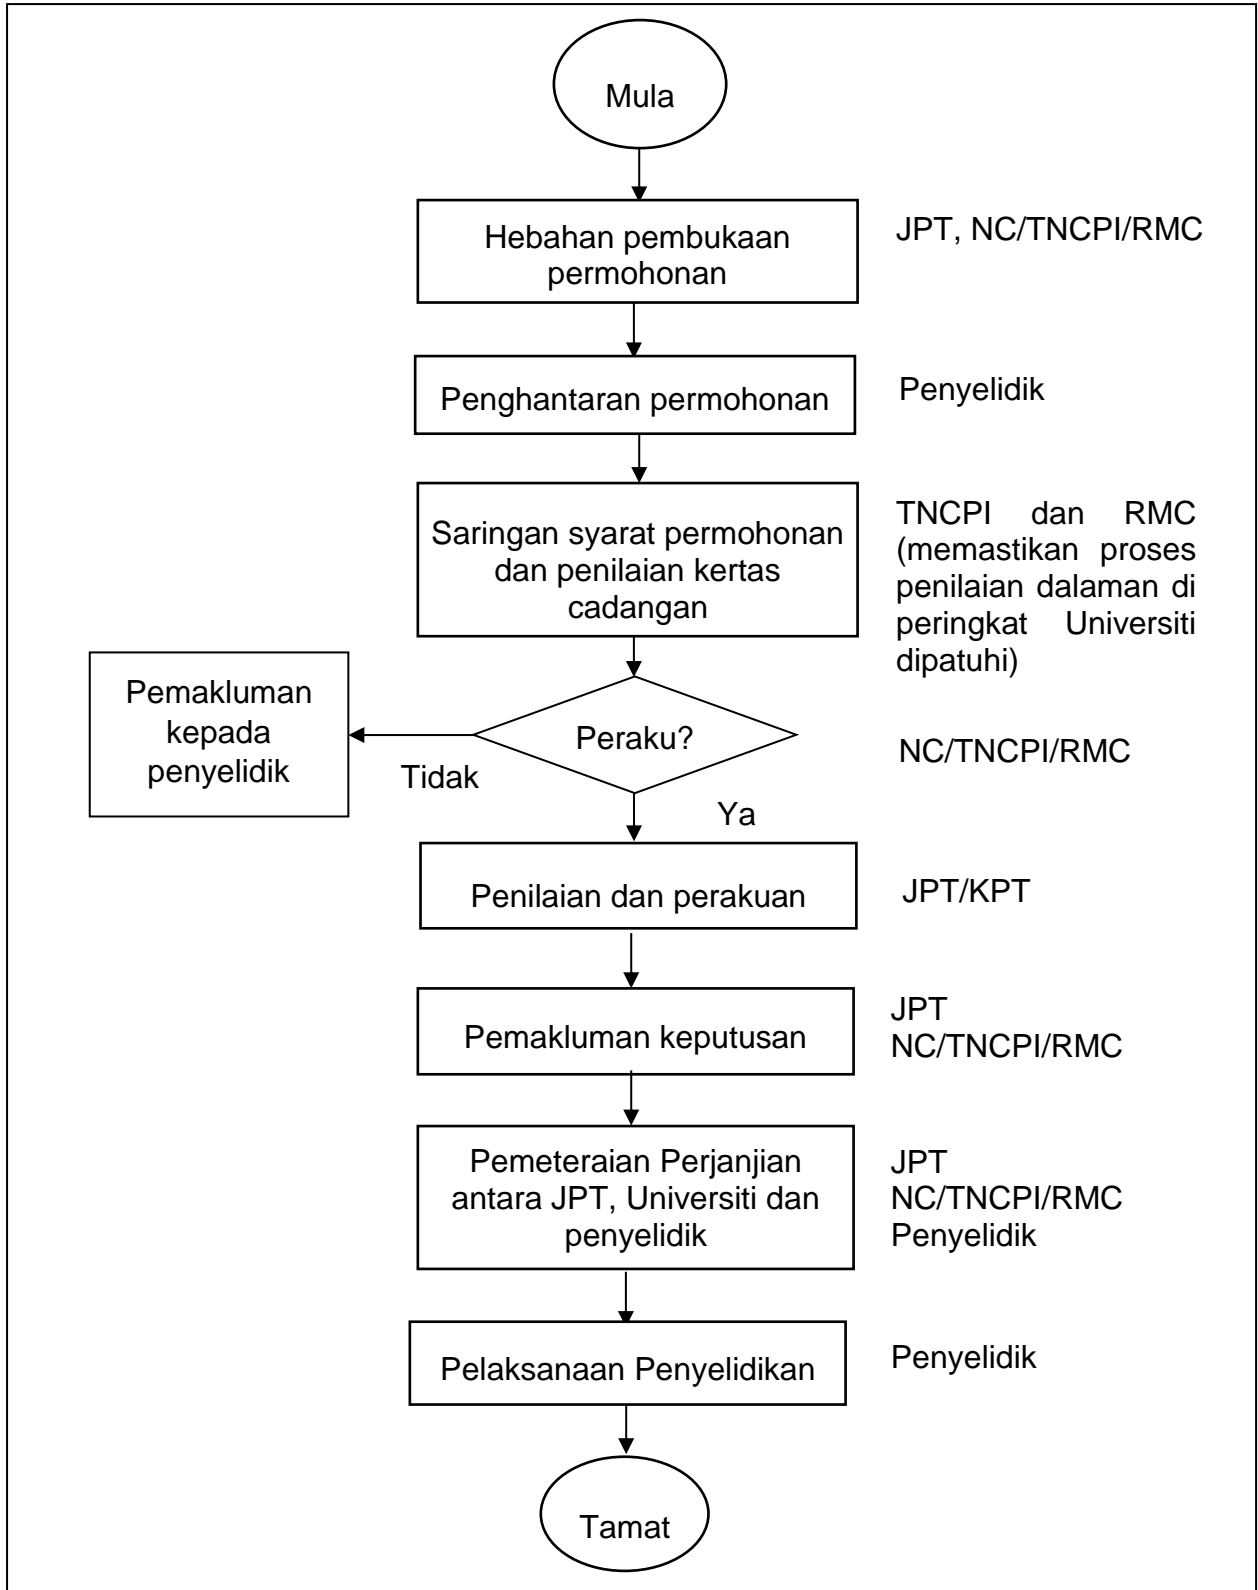 Mula
Hebahan pembukaan
permohonan
JPT, NC/TNCPI/RMC
Penghantaran permohonan
Penyelidik
Saringan syarat permohonan
dan penilaian kertas
cadangan
TNCPI dan RMC
(memastikan proses
penilaian dalaman di
peringkat Universiti
dipatuhi)
Pemakluman
kepada
penyelidik
Tidak
Peraku?
NC/TNCPI/RMC
Ya
Penilaian dan perakuan
JPT/KPT
Pemakluman keputusan
JPT
NC/TNCPI/RMC
Pemeteraian Perjanjian
antara JPT, Universiti dan
penyelidik
JPT
NC/TNCPI/RMC
Penyelidik
Pelaksanaan Penyelidikan
Penyelidik
Tamat